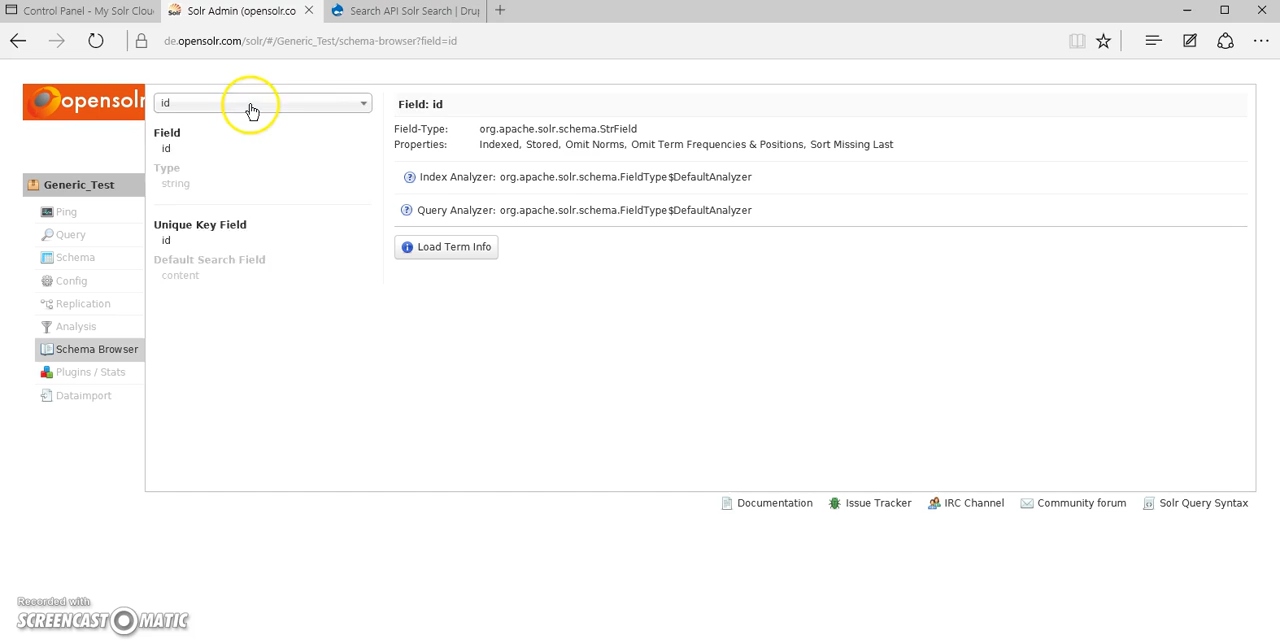 Control Panel - My Solr Clou
Solr Admin (opensolr.co
Search API Solr Search | Drup
de.opensolr.com/solr/#/Generic_Test/schema-browser?field=id
opensolr
id
Field
id
Type
string
Unique Key Field
id
Default Search Field
content
Generic_Test
Ping
Query
Schema
Config
Replication
Analysis
Schema Browser
Plugins / Stats
Dataimport
Field: id
Field-Type: org.apache.solr.schema.StrField
Properties: Indexed, Stored, Omit Norms, Omit Term Frequencies & Positions, Sort Missing Last
Index Analyzer: org.apache.solr.schema.FieldType$DefaultAnalyzer
Query Analyzer: org.apache.solr.schema.FieldType$DefaultAnalyzer
Load Term Info
Documentation Issue Tracker IRC Channel Community forum Solr Query Syntax
Recorded with
SCREENCAST-O-MATIC